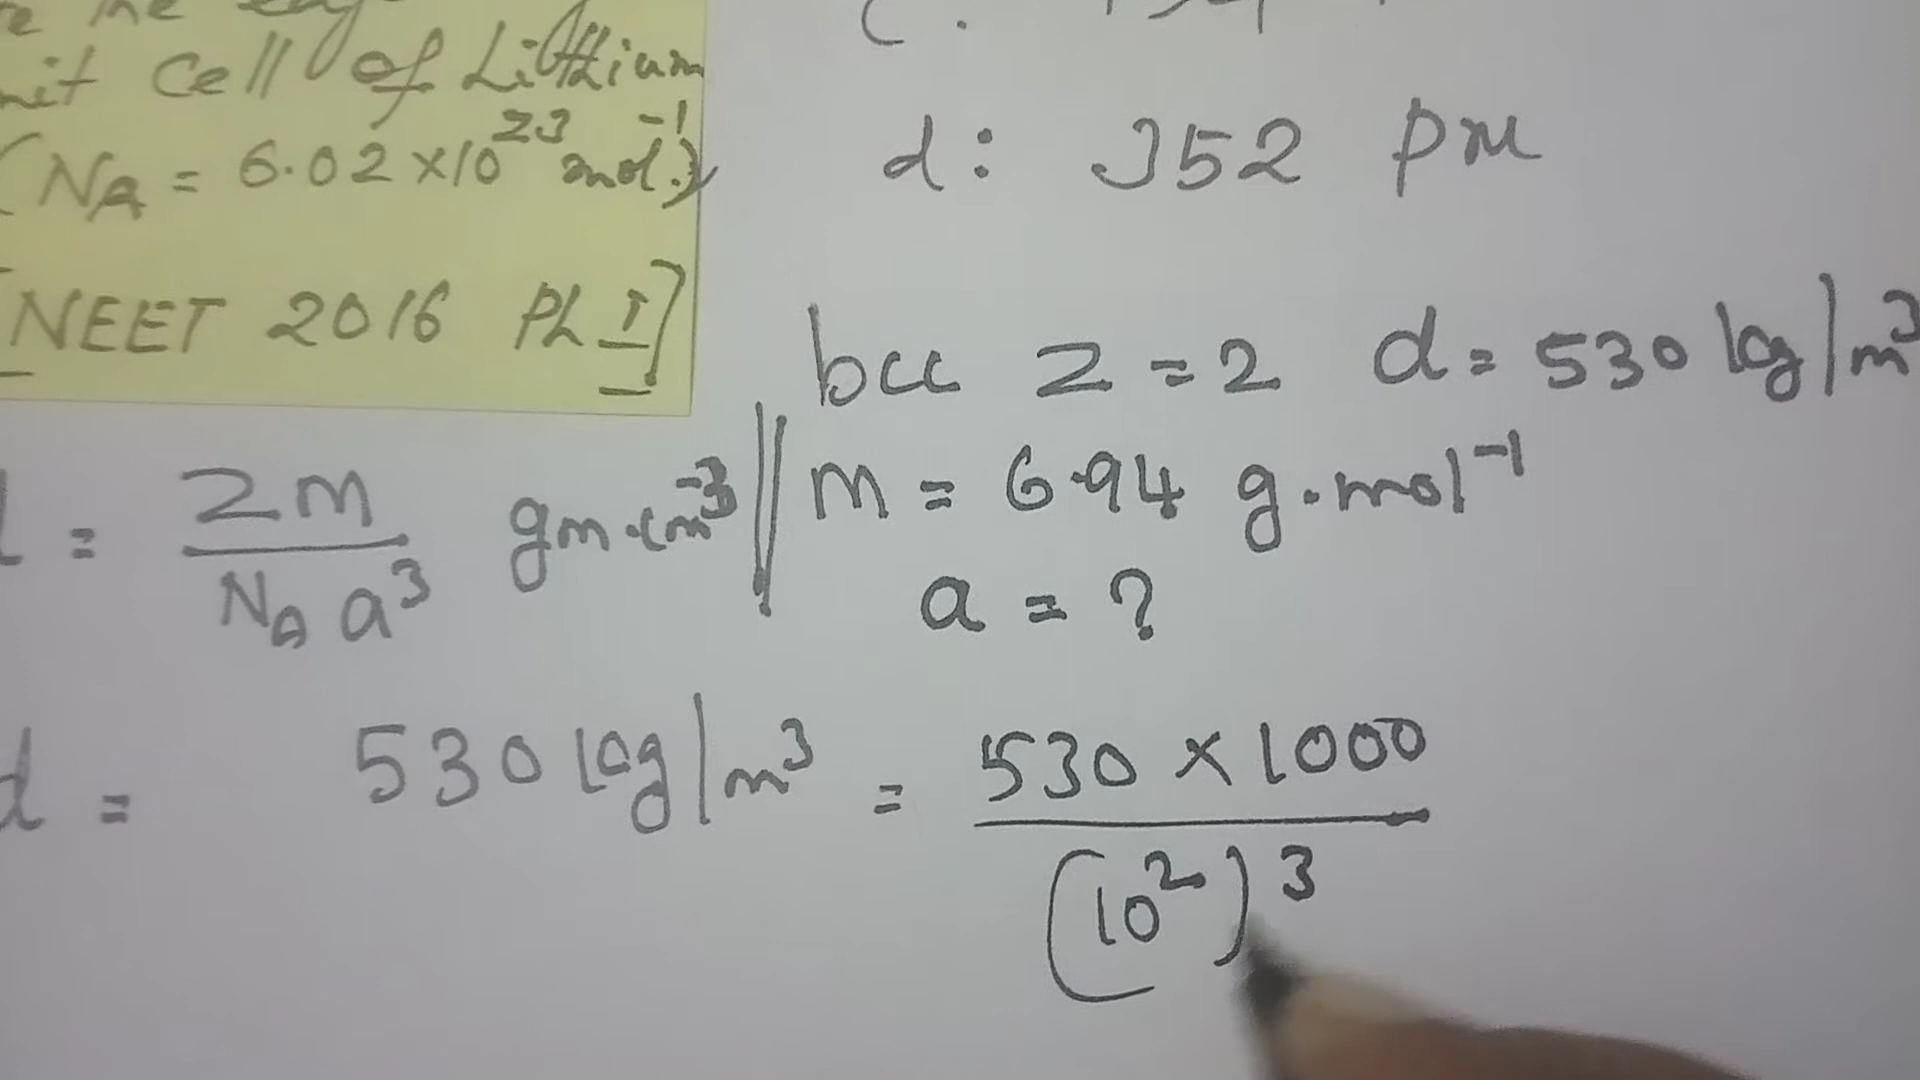 the
Cell of Lithium
(NA = 6.02 ×10²³ mol⁻¹.)
[NEET 2016 Ph I]
d: 352 pm
bcc Z = 2 d = 530 kg/m³
= ZM / NA a³ gm.cm⁻³ || m = 6.94 g.mol⁻¹
a = ?
d = 530 kg/m³ = 530 × 1000
(10²)³